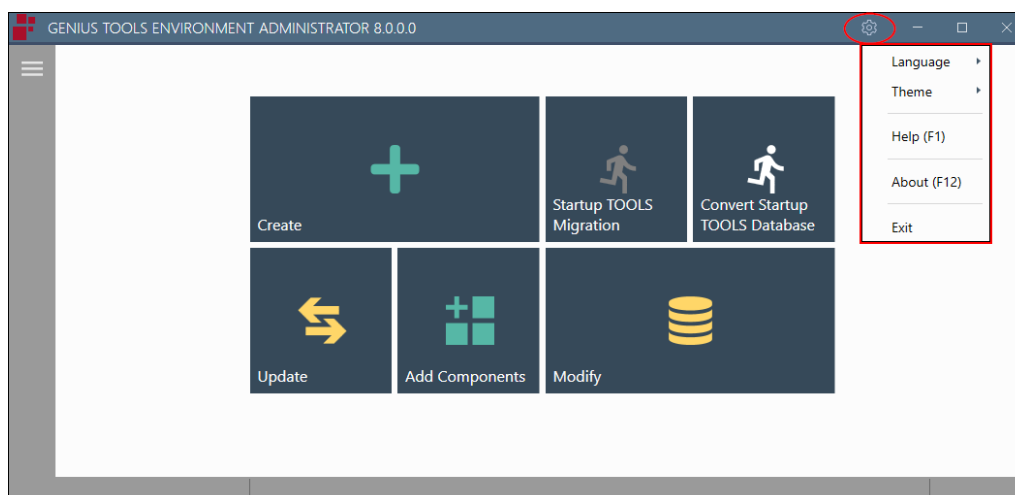 GENIUS TOOLS ENVIRONMENT ADMINISTRATOR 8.0.0.0
Language
Theme
Help (F1)
About (F12)
Exit
Create
Startup TOOLS
Migration
Convert Startup
TOOLS Database
Update
Add Components
Modify